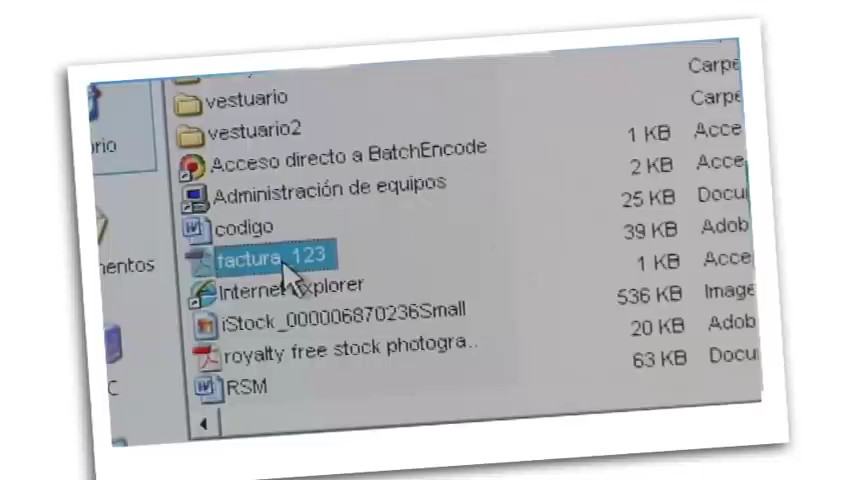 vestuario Carpe
vestuario2 Carpe
Acceso directo a BatchEncode 1 KB Acce
Administración de equipos 2 KB Acce
codigo 25 KB Docu
factura_123 39 KB Adob
Internet Explorer 1 KB Acce
iStock_000006870236Small 536 KB Image
royalty free stock photogra... 20 KB Adob
RSM 63 KB Docu
rio
entos
C